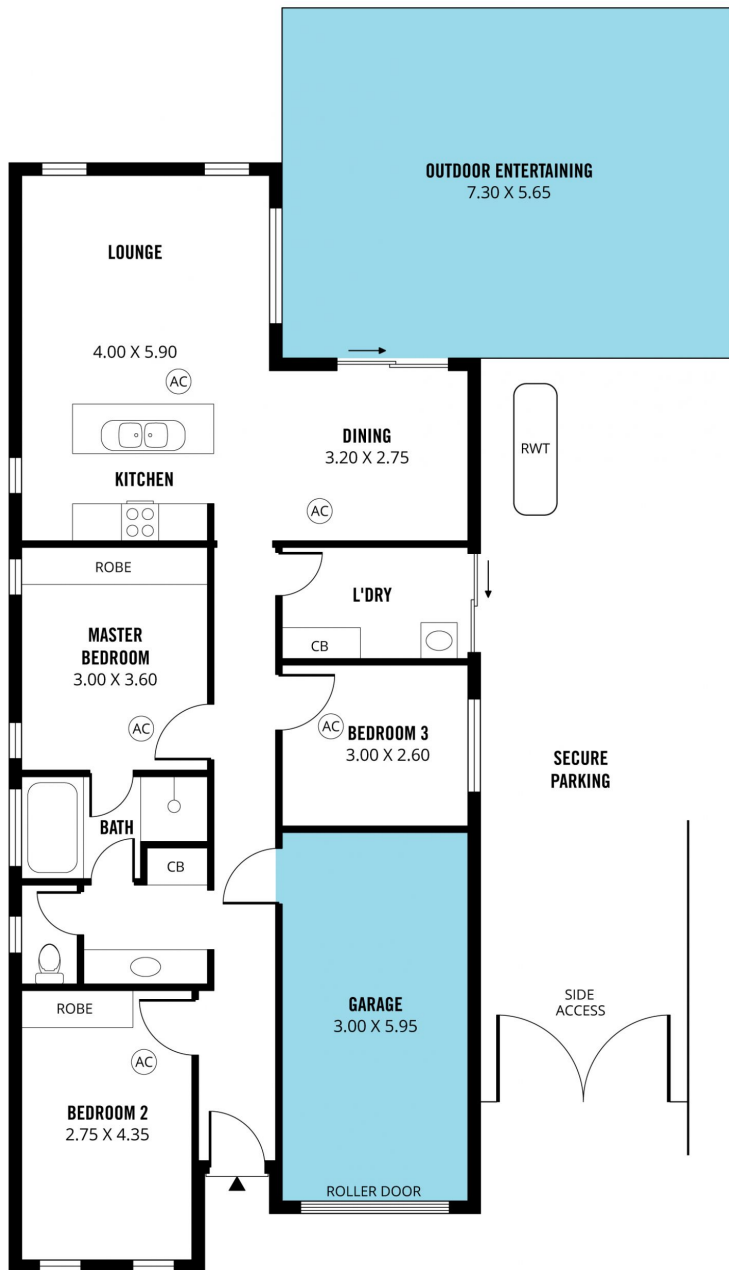 OUTDOOR ENTERTAINING
7.30 X 5.65
LOUNGE
4.00 X 5.90
AC
DINING
3.20 X 2.75
RWT
KITCHEN
AC
ROBE
L'DRY
MASTER
BEDROOM
3.00 X 3.60
CB
AC
AC
BEDROOM 3
3.00 X 2.60
SECURE
PARKING
BATH
CB
GARAGE
3.00 X 5.95
SIDE
ACCESS
ROBE
AC
BEDROOM 2
2.75 X 4.35
ROLLER DOOR